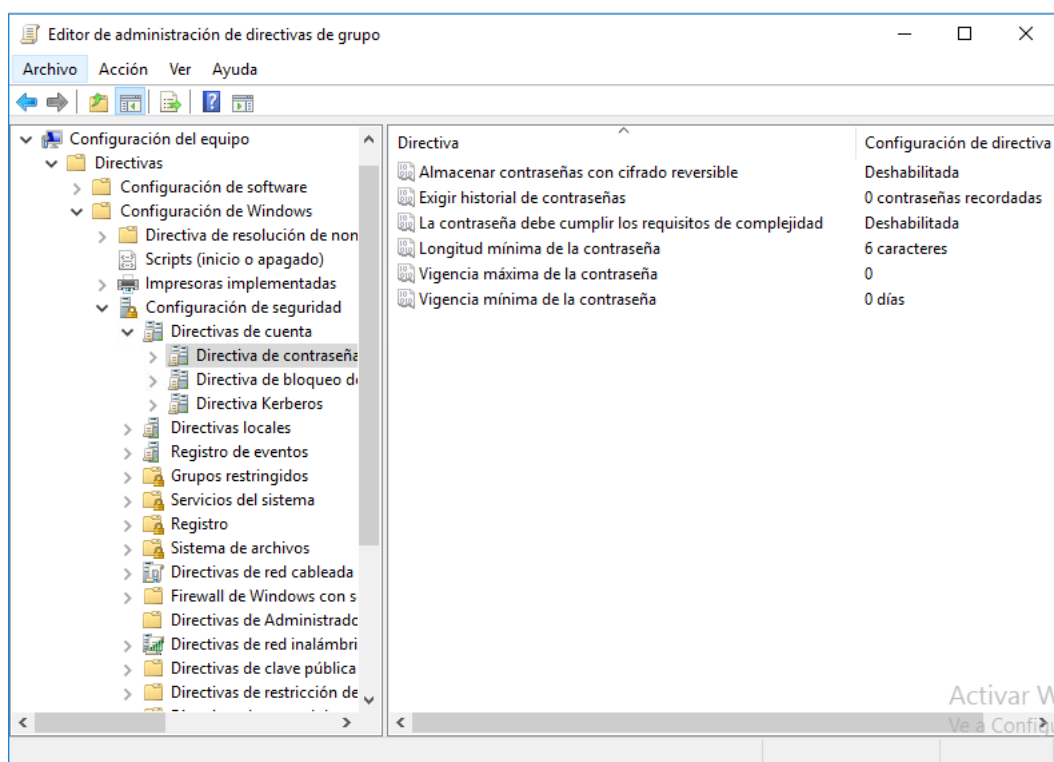 Editor de administración de directivas de grupo
Archivo Acción Ver Ayuda
Configuración del equipo
Directivas
Configuración de software
Configuración de Windows
Directiva de resolución de non
Scripts (inicio o apagado)
Impresoras implementadas
Configuración de seguridad
Directivas de cuenta
Directiva de contraseña
Directiva de bloqueo de
Directiva Kerberos
Directivas locales
Registro de eventos
Grupos restringidos
Servicios del sistema
Registro
Sistema de archivos
Directivas de red cableada
Firewall de Windows con s
Directivas de Administrado
Directivas de red inalámbri
Directivas de clave pública
Directivas de restricción de
Directiva Configuración de directiva
Almacenar contraseñas con cifrado reversible Deshabilitada
Exigir historial de contraseñas 0 contraseñas recordadas
La contraseña debe cumplir los requisitos de complejidad Deshabilitada
Longitud mínima de la contraseña 6 caracteres
Vigencia máxima de la contraseña 0
Vigencia mínima de la contraseña 0 días
Activar W
Ve a Configu